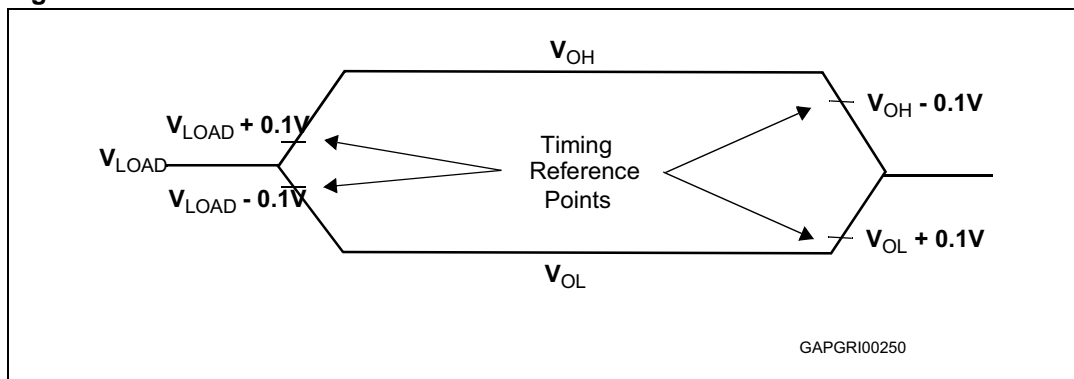 V_OH
V_LOAD + 0.1V
V_OH - 0.1V
V_LOAD
Timing
Reference
Points
V_LOAD - 0.1V
V_OL + 0.1V
V_OL
GAPGRI00250